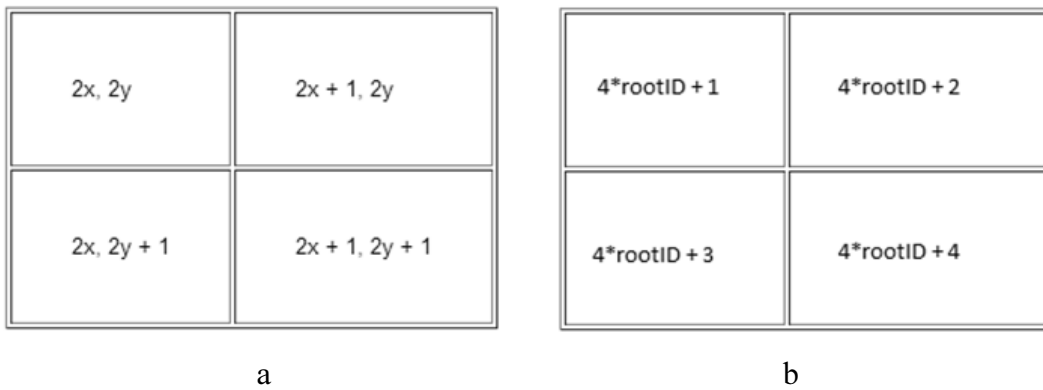 2x, 2y
2x + 1, 2y
2x, 2y + 1
2x + 1, 2y + 1
a
4*rootID + 1
4*rootID + 2
4*rootID + 3
4*rootID + 4
b